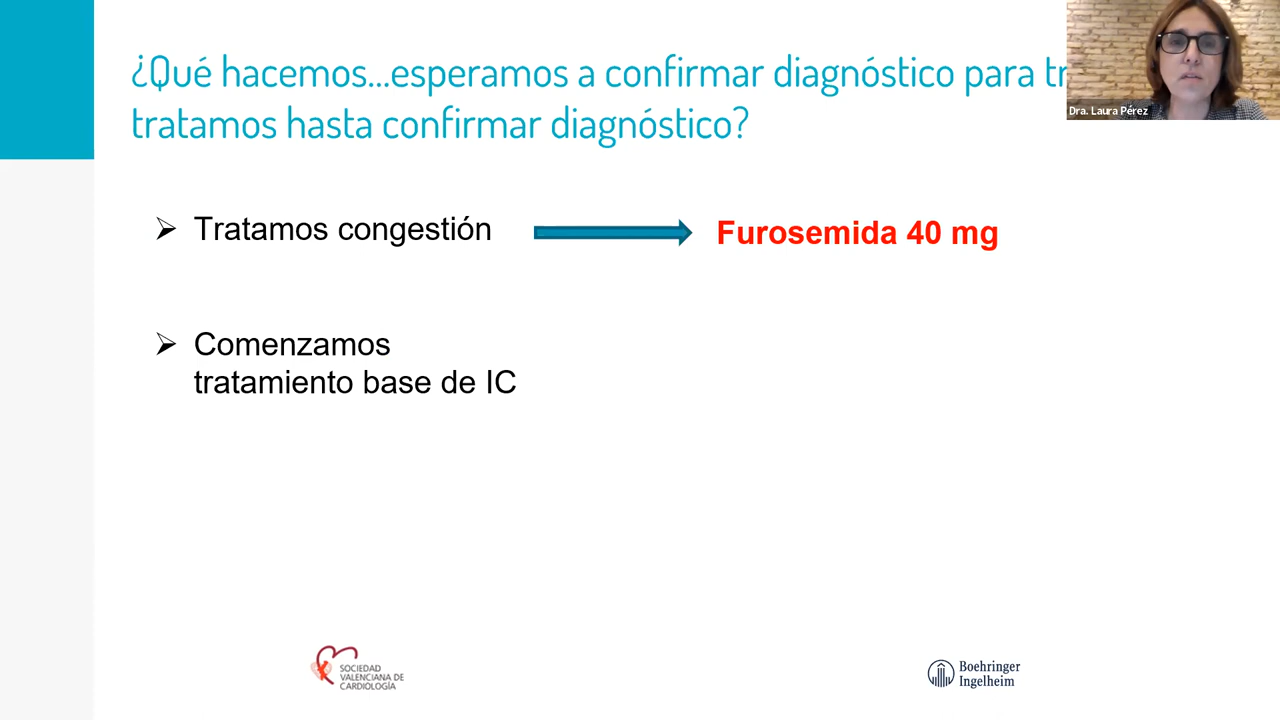 ¿Qué hacemos...esperamos a confirmar diagnóstico para
tratamos hasta confirmar diagnóstico?
Dra. Laura Pérez
Tratamos congestión
Furosemida 40 mg
Comenzamos
tratamiento base de IC
SOCIEDAD
VALENCIANA DE
CARDIOLOGÍA
Boehringer
Ingelheim